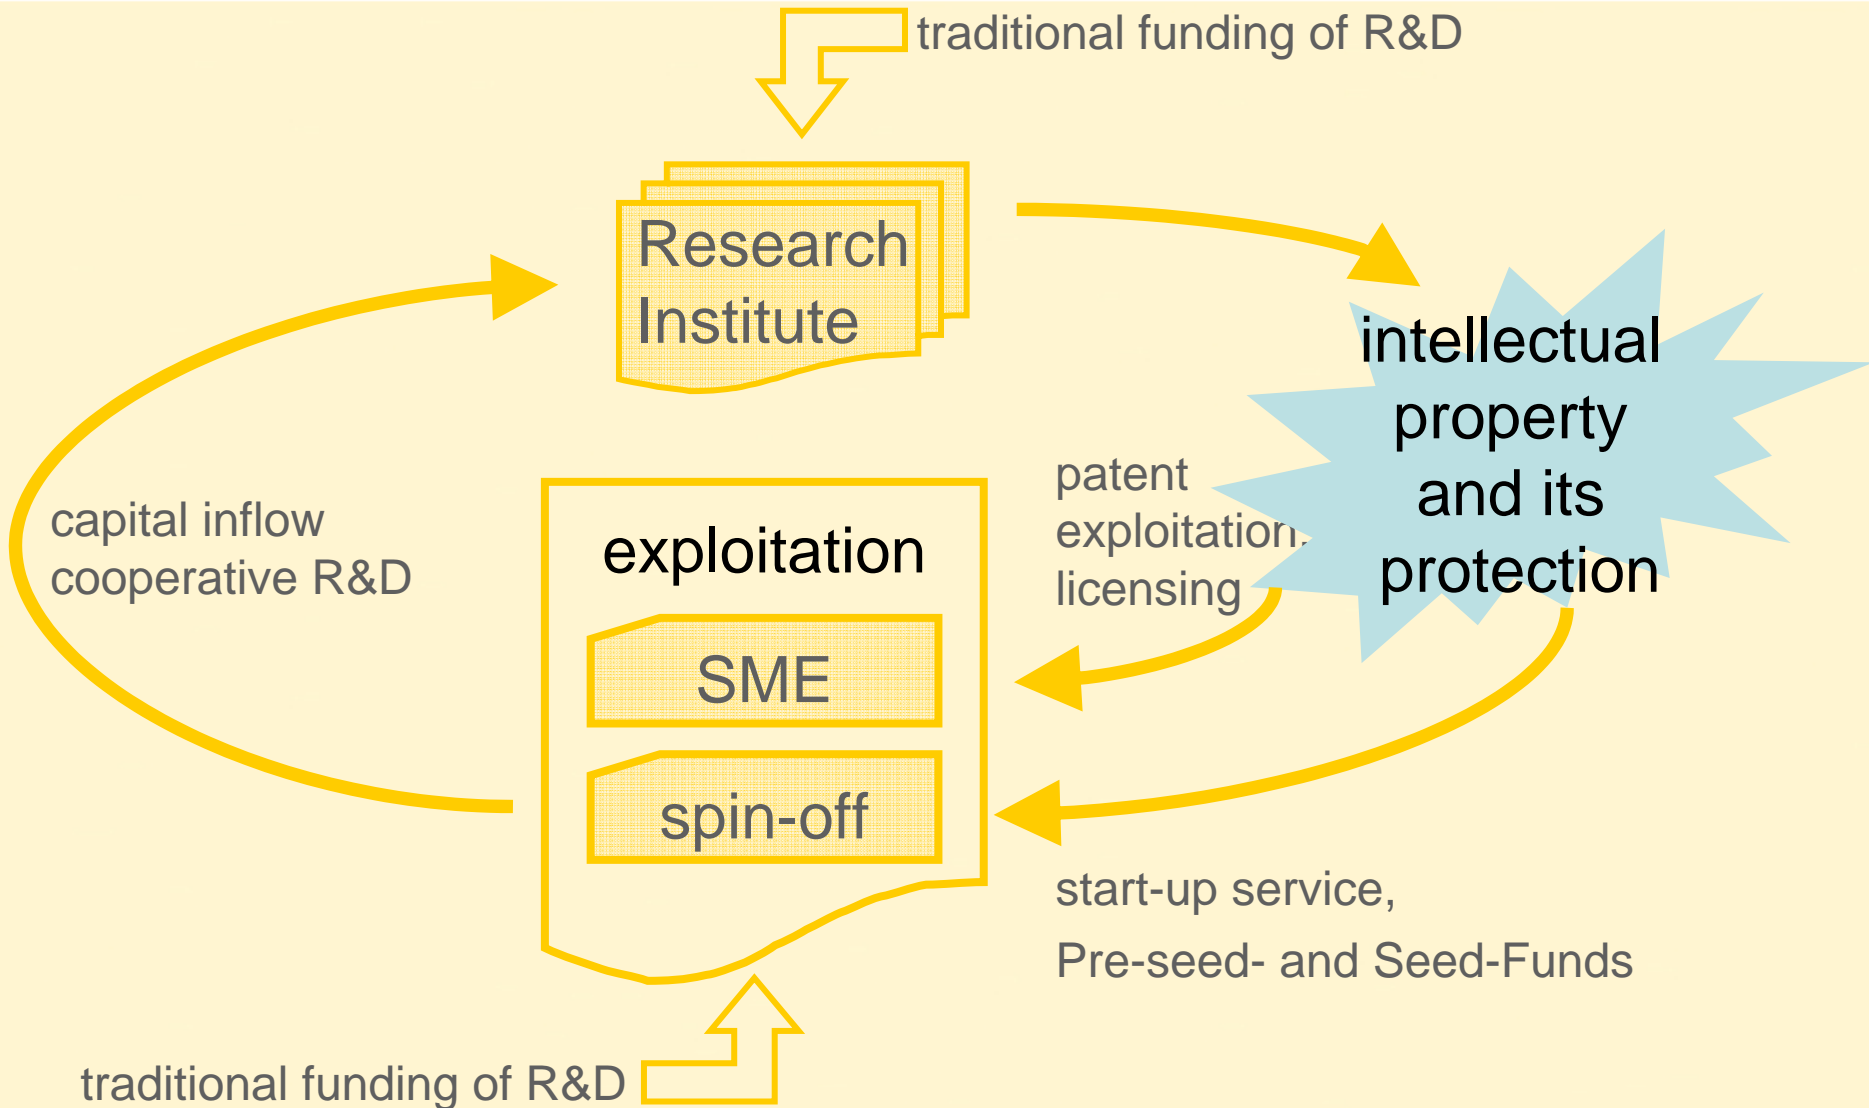 traditional funding of R&D
Research
Institute
intellectual
property
and its
protection
patent
exploitation,
licensing
capital inflow
cooperative R&D
exploitation
SME
spin-off
start-up service,
Pre-seed- and Seed-Funds
traditional funding of R&D